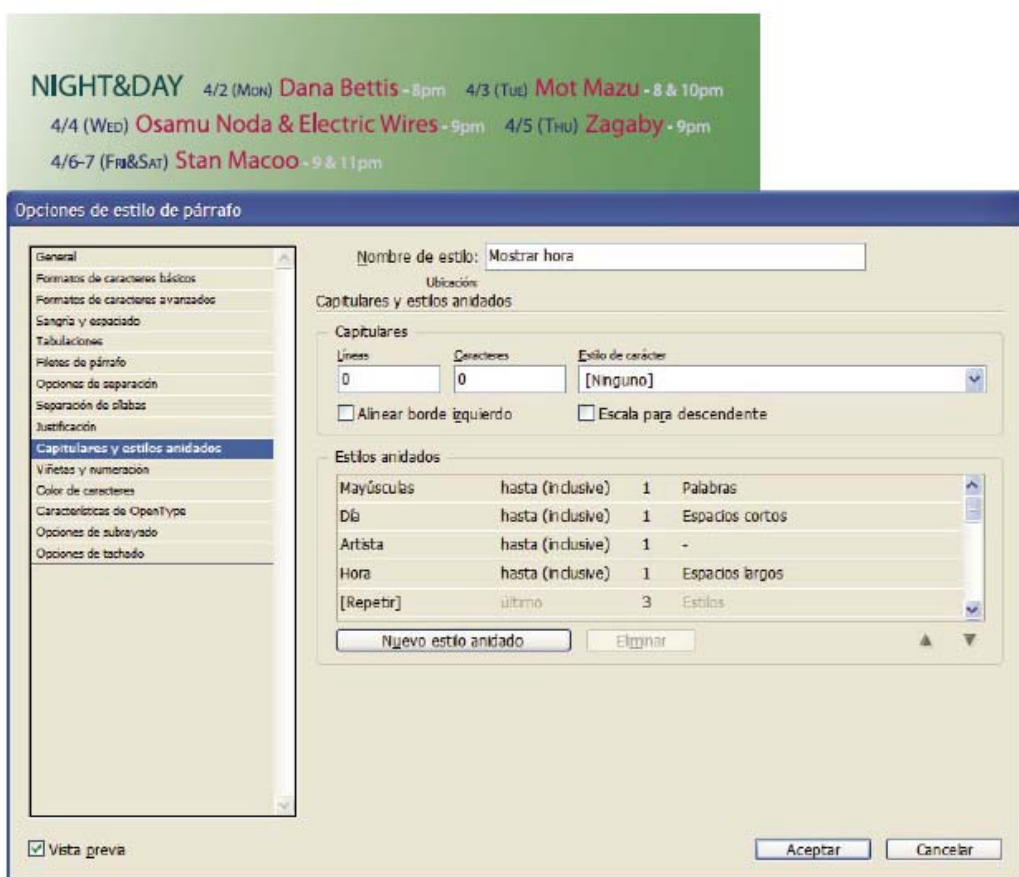 NIGHT&DAY 4/2 (Mon) Dana Bettis - 8pm 4/3 (Tue) Mot Mazu - 8 & 10pm
4/4 (Wed) Osamu Noda & Electric Wires - 9pm 4/5 (Thu) Zagaby - 9pm
4/6-7 (Fri&Sat) Stan Macoo - 9 & 11pm
Opciones de estilo de párrafo
General
Formatos de caracteres básicos
Formatos de caracteres avanzados
Sangría y espaciado
Tabulaciones
Filetes de párrafo
Opciones de separación
Separación de sílabas
Justificación
Capitulares y estilos anidados
Viñetas y numeración
Color de caracteres
Características de OpenType
Opciones de subrayado
Opciones de tachado
Nombre de estilo: Mostrar hora
Ubicación:
Capitulares y estilos anidados
Capitulares
Líneas Caracteres Estilo de carácter
0 0 [Ninguno]
Alinear borde izquierdo Escala para descendente
Estilos anidados
Mayúsculas hasta (inclusive) 1 Palabras
Día hasta (inclusive) 1 Espacios cortos
Artista hasta (inclusive) 1 -
Hora hasta (inclusive) 1 Espacios largos
[Repetir] último 3 Estilos
Nuevo estilo anidado Eliminar
Vista previa Aceptar Cancelar